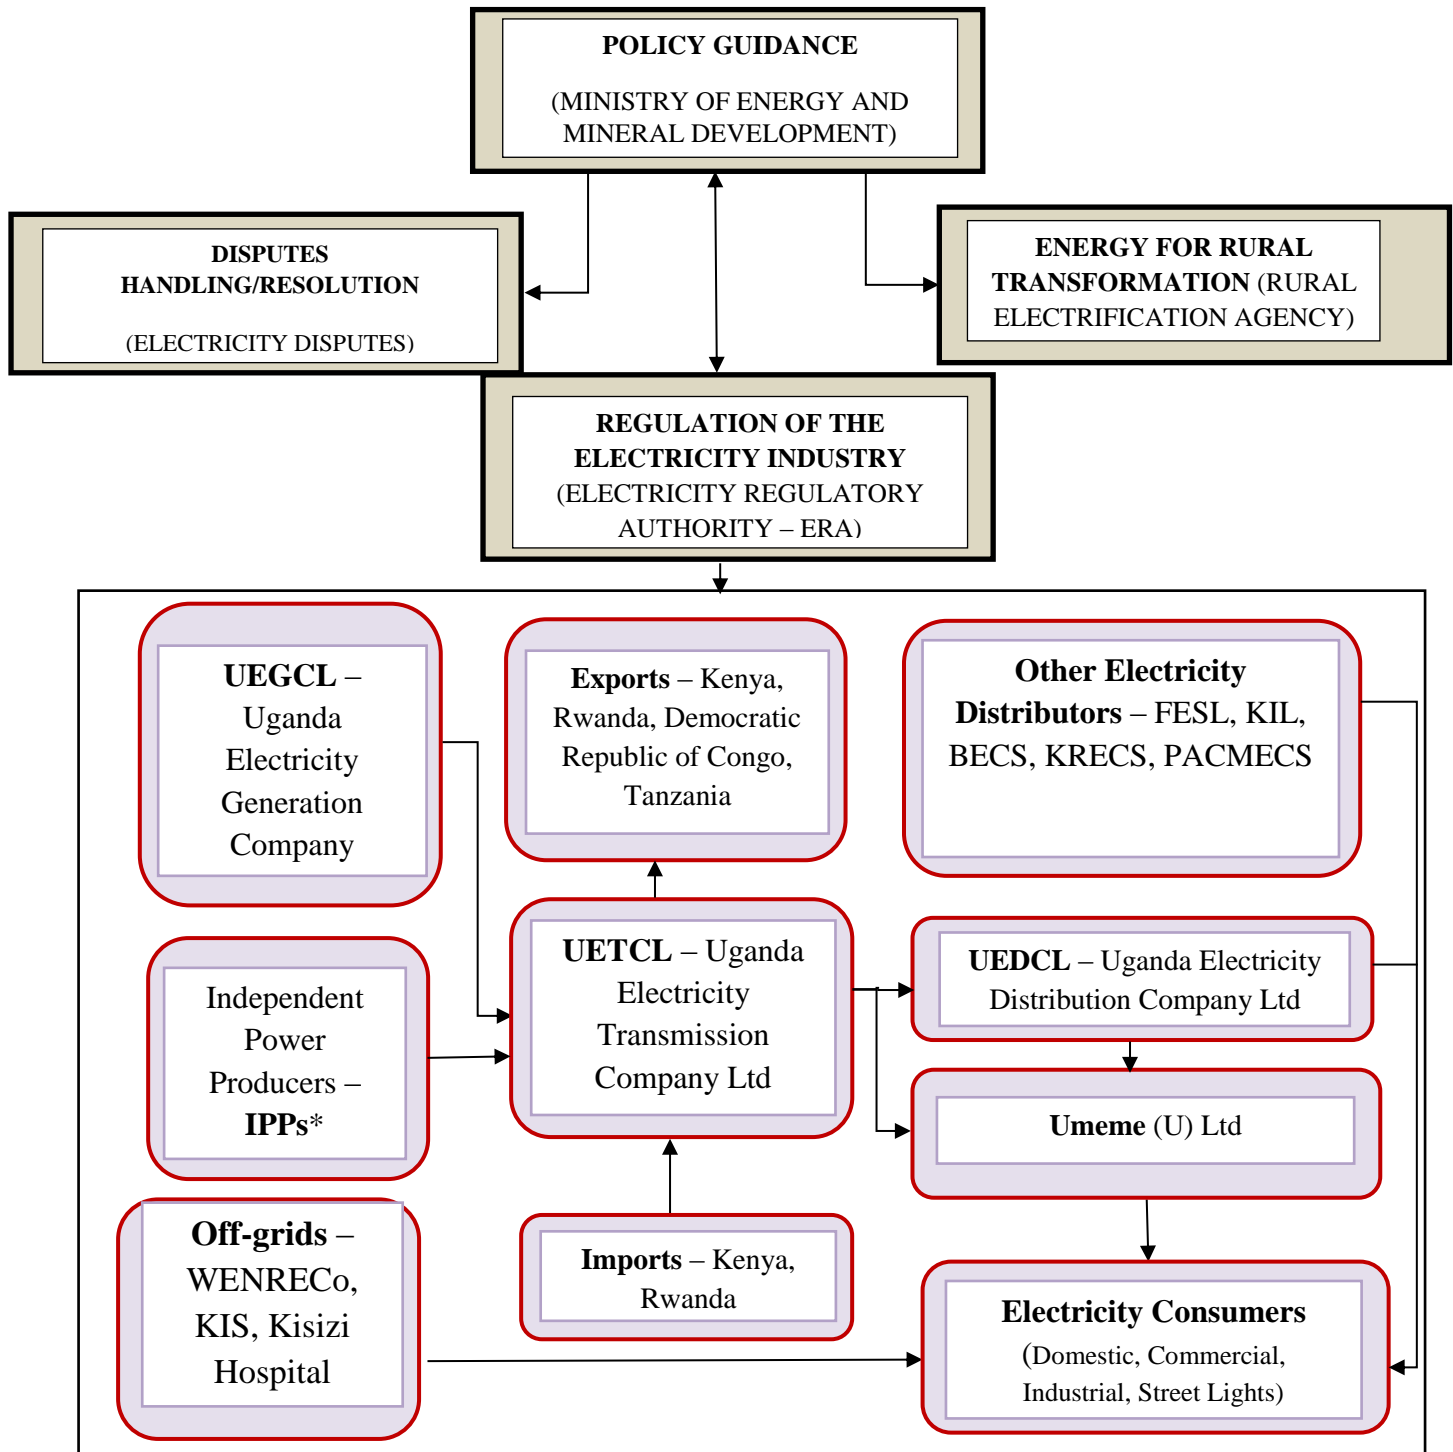 POLICY GUIDANCE
(MINISTRY OF ENERGY AND
MINERAL DEVELOPMENT)
DISPUTES
HANDLING/RESOLUTION
(ELECTRICITY DISPUTES)
ENERGY FOR RURAL
TRANSFORMATION (RURAL
ELECTRIFICATION AGENCY)
REGULATION OF THE
ELECTRICITY INDUSTRY
(ELECTRICITY REGULATORY
AUTHORITY – ERA)
UEGCL –
Uganda
Electricity
Generation
Company
Exports – Kenya,
Rwanda, Democratic
Republic of Congo,
Tanzania
Other Electricity
Distributors – FESL, KIL,
BECS, KRECS, PACMECS
Independent
Power
Producers –
IPPs*
UETCL – Uganda
Electricity
Transmission
Company Ltd
UEDCL – Uganda Electricity
Distribution Company Ltd
Umeme (U) Ltd
Off-grids –
WENRECo,
KIS, Kisizi
Hospital
Imports – Kenya,
Rwanda
Electricity Consumers
(Domestic, Commercial,
Industrial, Street Lights)